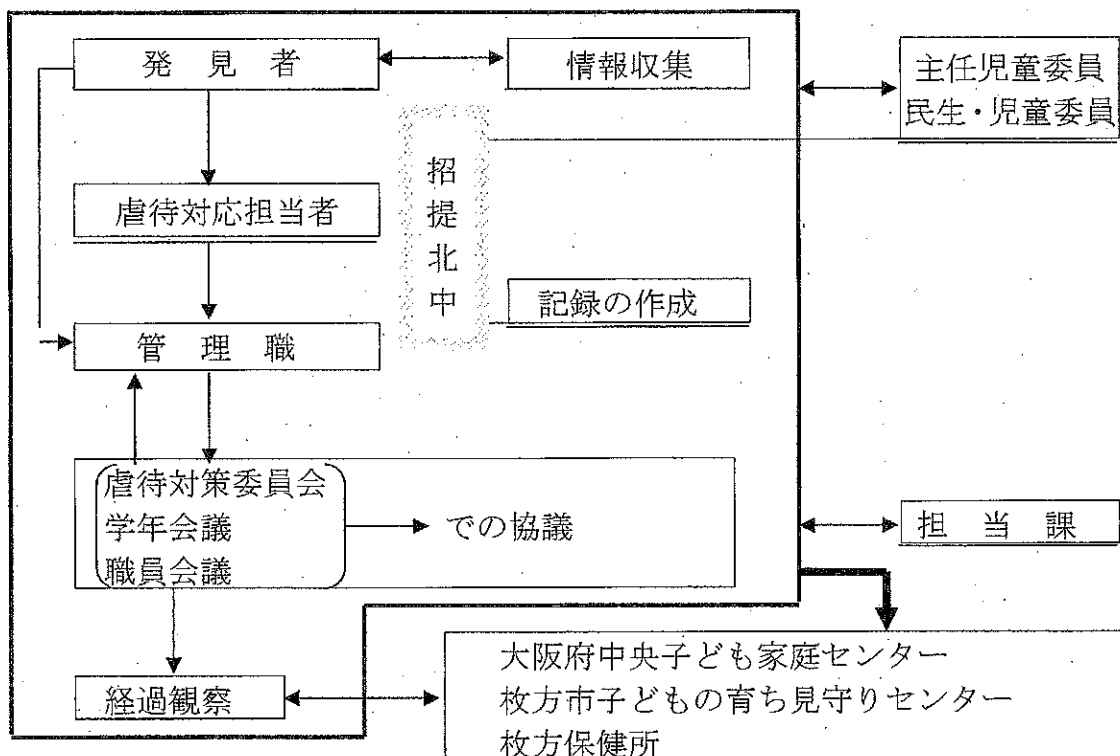 発見者
情報収集
主任児童委員
民生・児童委員
招提北中
虐待対応担当者
記録の作成
管理職
虐待対策委員会
学年会議
職員会議
での協議
担当課
経過観察
大阪府中央子ども家庭センター
枚方市子どもの育ち見守りセンター
枚方保健所